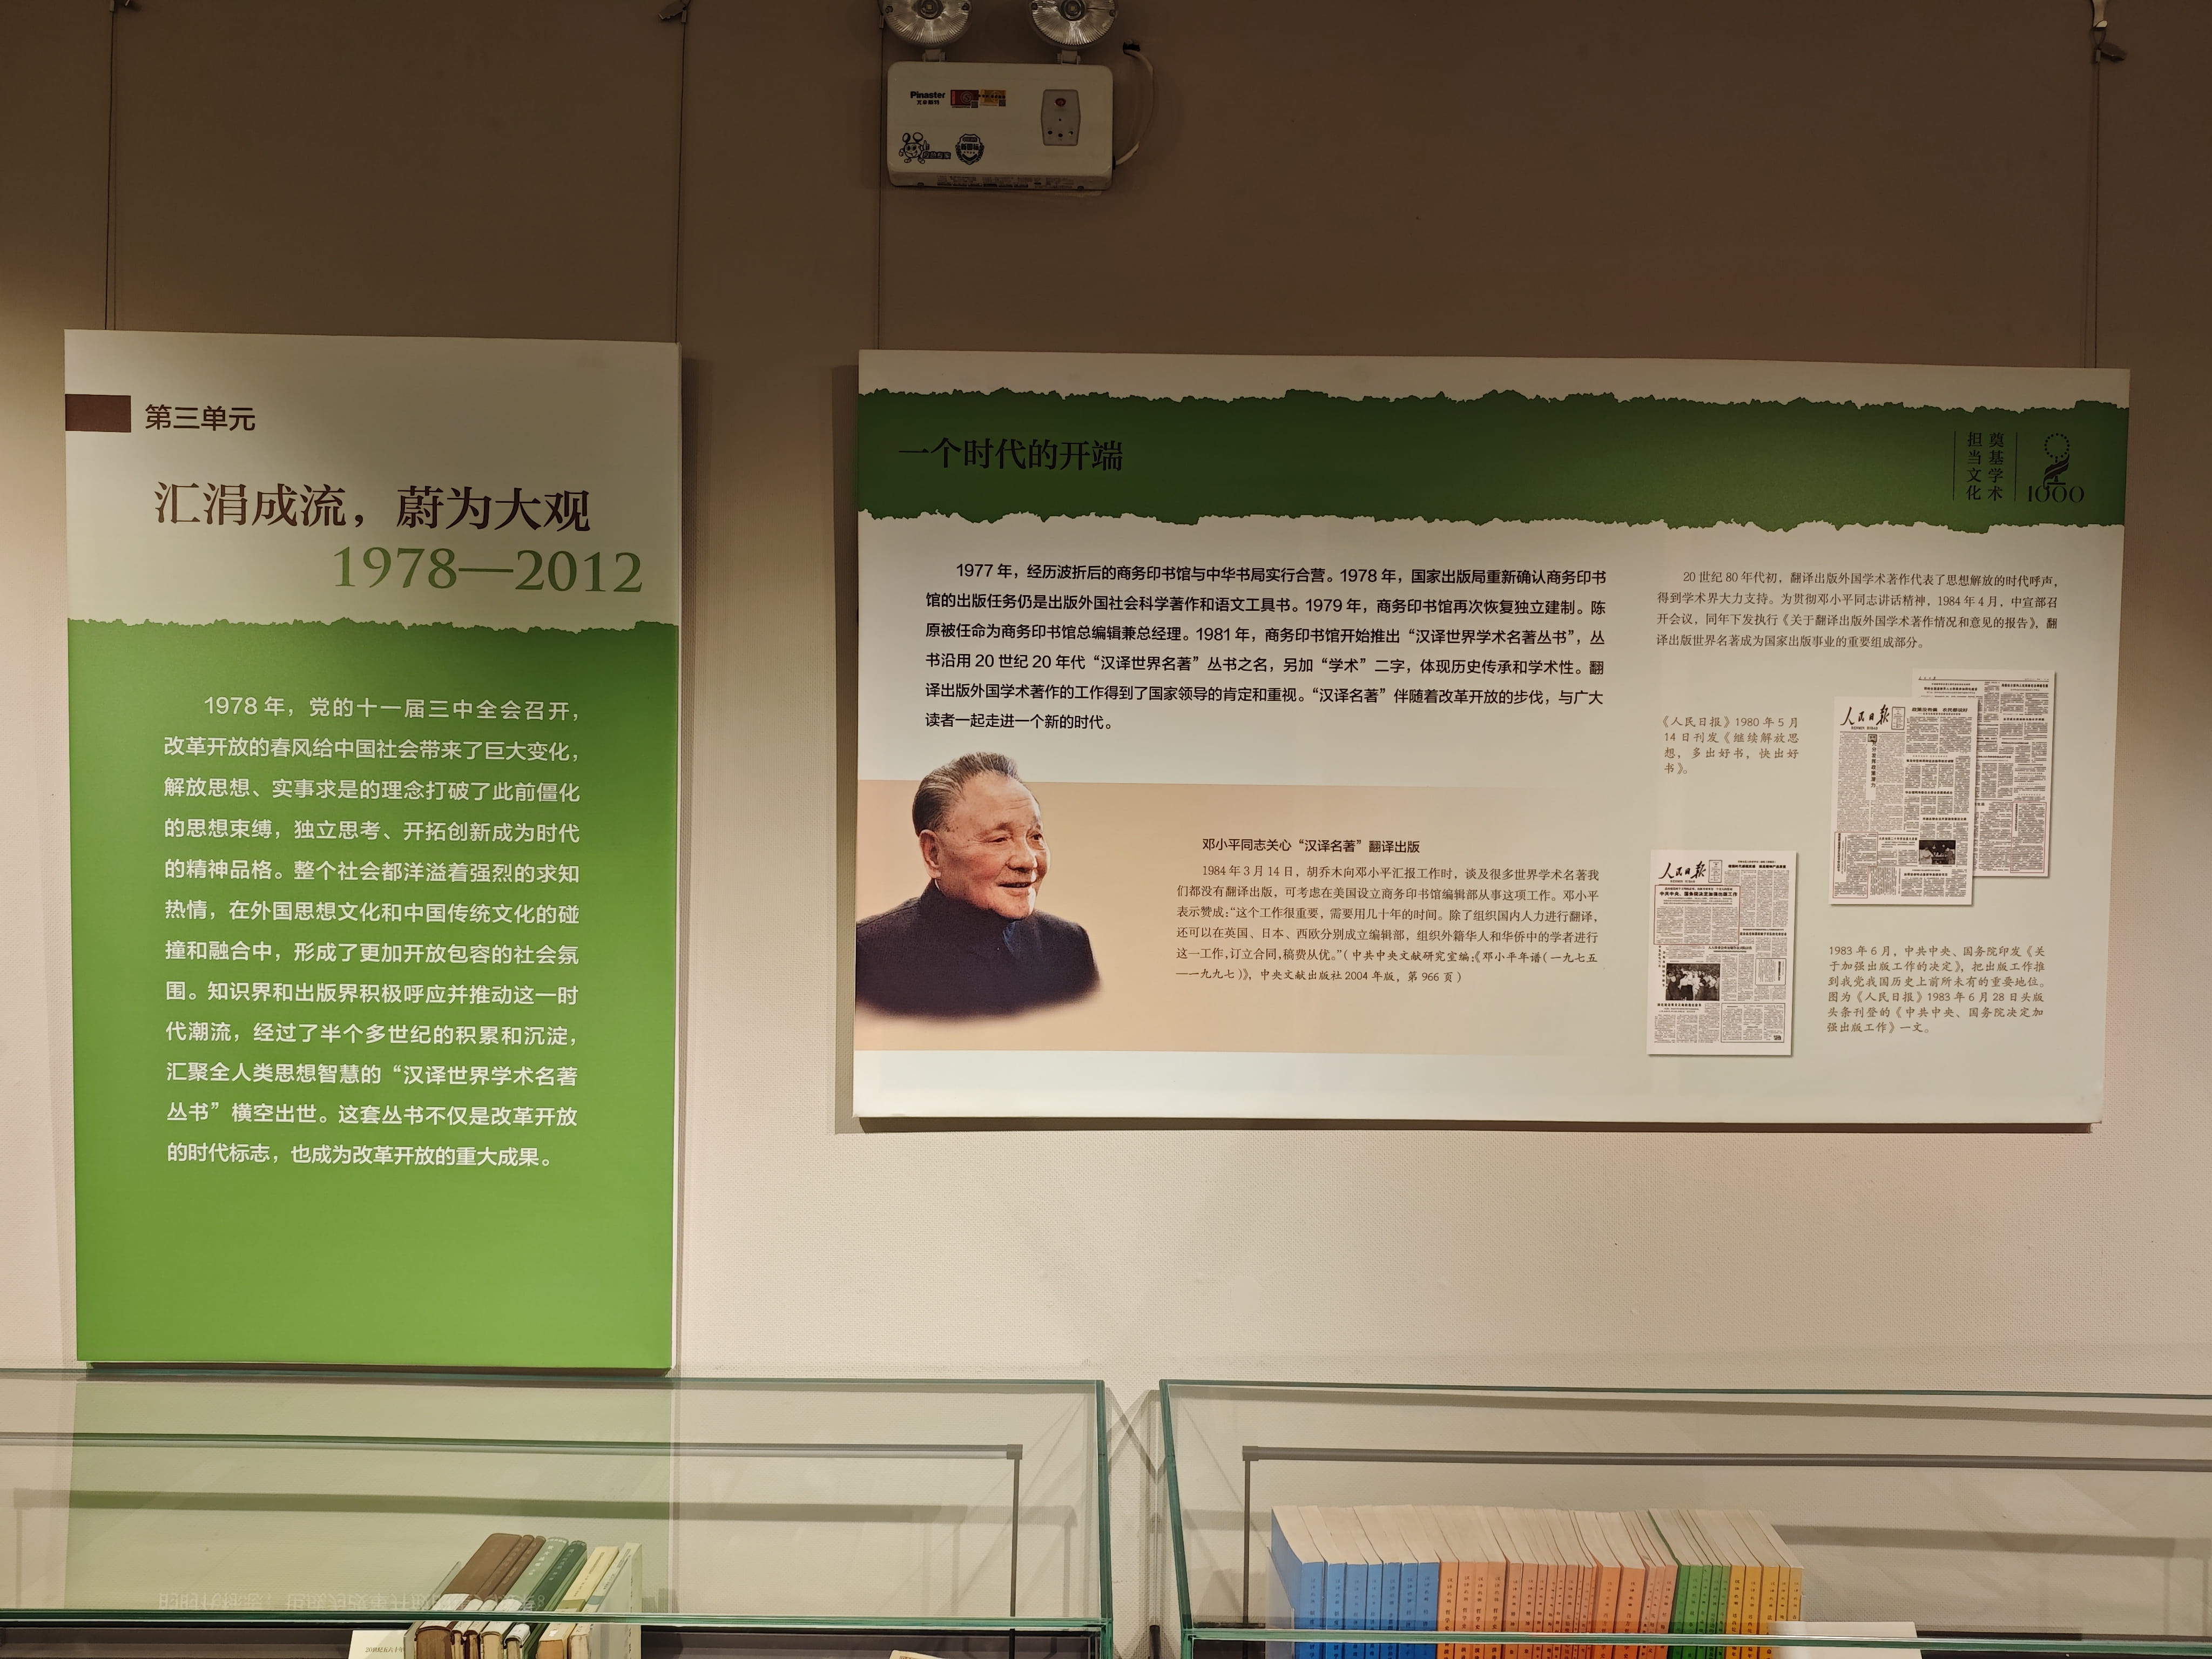 Pinaster
第三单元
汇涓成流，蔚为大观
1978—2012
1978 年，党的十一届三中全会召开，
改革开放的春风给中国社会带来了巨大变化，
解放思想、实事求是的理念打破了此前僵化
的思想束缚，独立思考、开拓创新成为时代
的精神品格。整个社会都洋溢着强烈的求知
热情，在外国思想文化和中国传统文化的碰
撞和融合中，形成了更加开放包容的社会氛
围。知识界和出版界积极呼应并推动这一时
代潮流，经过了半个多世纪的积累和沉淀，
汇聚全人类思想智慧的“汉译世界学术名著
丛书”横空出世。这套丛书不仅是改革开放
的时代标志，也成为改革开放的重大成果。
一个时代的开端
奠基学术
担当文化
1000
1977 年，经历波折后的商务印书馆与中华书局实行合营。1978 年，国家出版局重新确认商务印书
馆的出版任务仍是出版外国社会科学著作和语文工具书。1979 年，商务印书馆再次恢复独立建制。陈
原被任命为商务印书馆总编辑兼总经理。1981 年，商务印书馆开始推出“汉译世界学术名著丛书”，丛
书沿用 20 世纪 20 年代“汉译世界名著”丛书之名，另加“学术”二字，体现历史传承和学术性。翻
译出版外国学术著作的工作得到了国家领导的肯定和重视。“汉译名著”伴随着改革开放的步伐，与广大
读者一起走进一个新的时代。
邓小平同志关心“汉译名著”翻译出版
1984 年 3 月 14 日，胡乔木向邓小平汇报工作时，谈及很多世界学术名著我
们都没有翻译出版，可考虑在美国设立商务印书馆编辑部从事这项工作。邓小平
表示赞成：“这个工作很重要，需要用几十年的时间。除了组织国内人力进行翻译，
还可以在英国、日本、西欧分别成立编辑部，组织外籍华人和华侨中的学者进行
这一工作，订立合同，稿费从优。”（中共中央文献研究室编：《邓小平年谱（一九七五
—一九九七）》，中央文献出版社 2004 年版，第 966 页）
20 世纪 80 年代初，翻译出版外国学术著作代表了思想解放的时代呼声，
得到学术界大力支持。为贯彻邓小平同志讲话精神，1984 年 4 月，中宣部召
开会议，同年下发执行《关于翻译出版外国学术著作情况和意见的报告》，翻
译出版世界名著成为国家出版事业的重要组成部分。
《人民日报》1980 年 5 月
14 日刊发《继续解放思
想，多出好书，快出好
书》。
人民日报
人民日报
中共中央、国务院决定加强出版工作
1983 年 6 月，中共中央、国务院印发《关
于加强出版工作的决定》，把出版工作推
到我党我国历史上前所未有的重要地位。
图为《人民日报》1983 年 6 月 28 日头版
头条刊登的《中共中央、国务院决定加
强出版工作》一文。